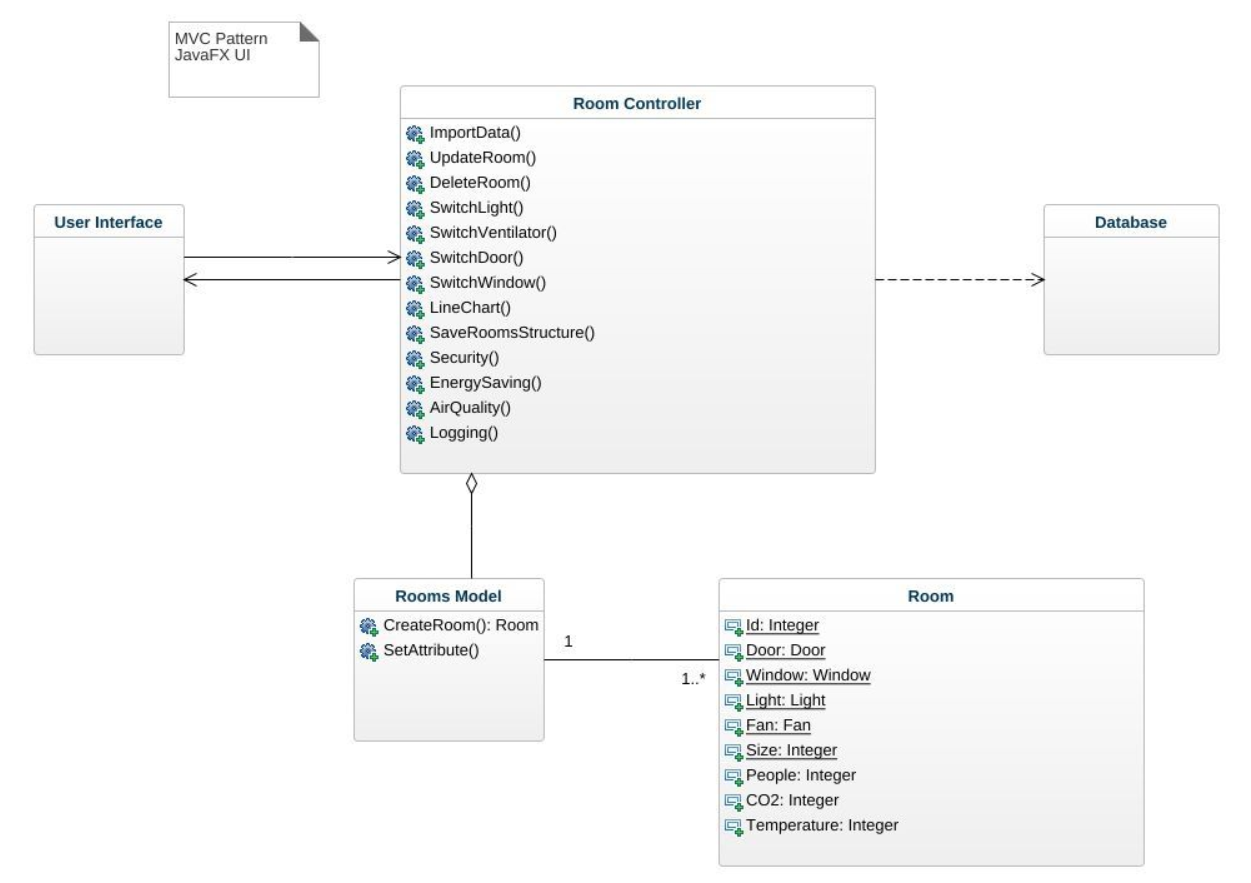 MVC Pattern
JavaFX UI
Room Controller
ImportData()
UpdateRoom()
DeleteRoom()
SwitchLight()
SwitchVentilator()
SwitchDoor()
SwitchWindow()
LineChart()
SaveRoomsStructure()
Security()
EnergySaving()
AirQuality()
Logging()
User Interface
Database
Rooms Model
CreateRoom(): Room
SetAttribute()
1
1..*
Room
Id: Integer
Door: Door
Window: Window
Light: Light
Fan: Fan
Size: Integer
People: Integer
CO2: Integer
Temperature: Integer